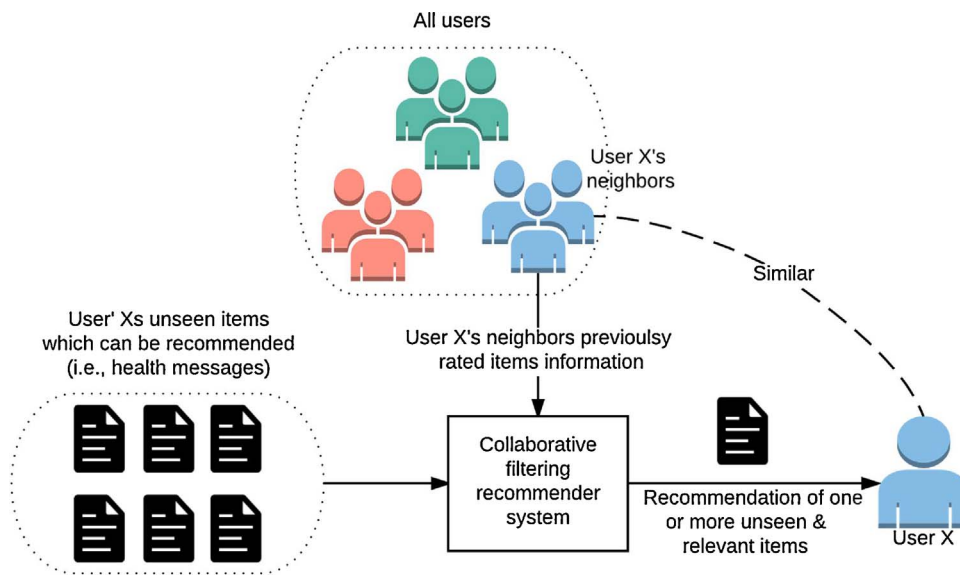 All users
User X's
neighbors
Similar
User' Xs unseen items
which can be recommended
(i.e., health messages)
User X's neighbors previoulsy
rated items information
Collaborative
filtering
recommender
system
Recommendation of one
or more unseen &
relevant items
User X